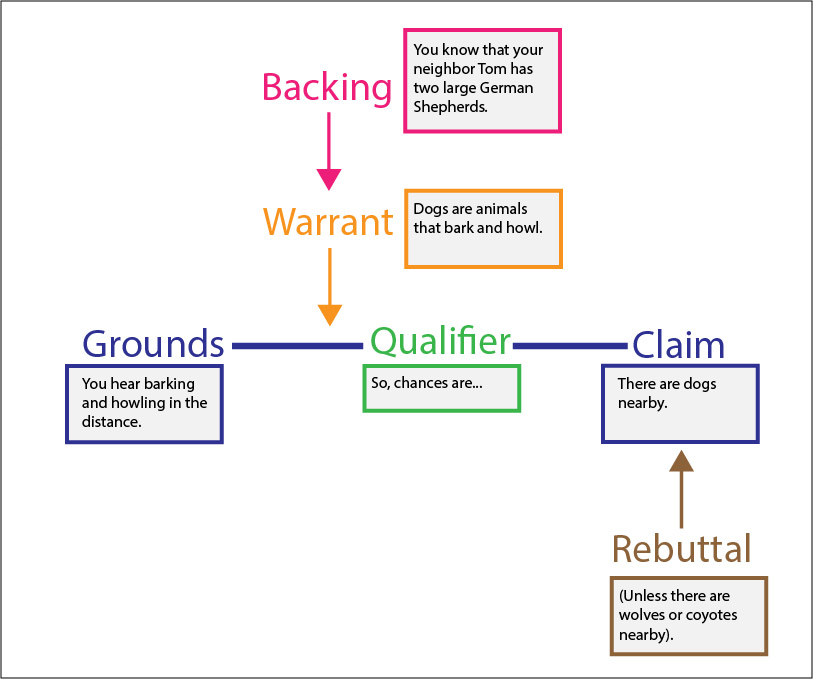 Backing
You know that your
neighbor Tom has
two large German
Shepherds.
Warrant
Dogs are animals
that bark and howl.
Grounds
You hear barking
and howling in the
distance.
Qualifier
So, chances are...
Claim
There are dogs
nearby.
Rebuttal
(Unless there are
wolves or coyotes
nearby).